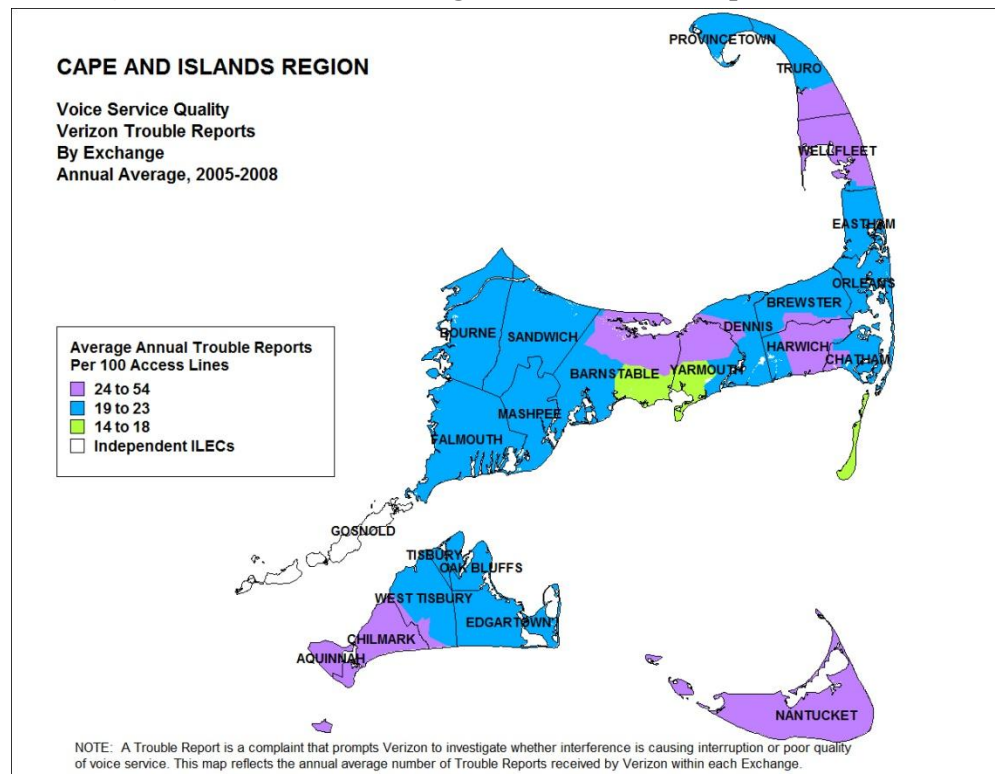 CAPE AND ISLANDS REGION
Voice Service Quality
Verizon Trouble Reports
By Exchange
Annual Average, 2005-2008
PROVINCETOWN
TRURO
WELLFLEET
EASTHAM
ORLEANS
BREWSTER
DENNIS
HARWICH
CHATHAM
BOURNE
SANDWICH
BARNSTABLE
YARMOUTH
MASHPEE
FALMOUTH
Average Annual Trouble Reports
Per 100 Access Lines
24 to 54
19 to 23
14 to 18
Independent ILECs
GOSNOLD
TISBURY
OAK BLUFFS
WEST TISBURY
EDGARTOWN
CHILMARK
AQUINNAH
NANTUCKET
NOTE: A Trouble Report is a complaint that prompts Verizon to investigate whether interference is causing interruption or poor quality
of voice service. This map reflects the annual average number of Trouble Reports received by Verizon within each Exchange.